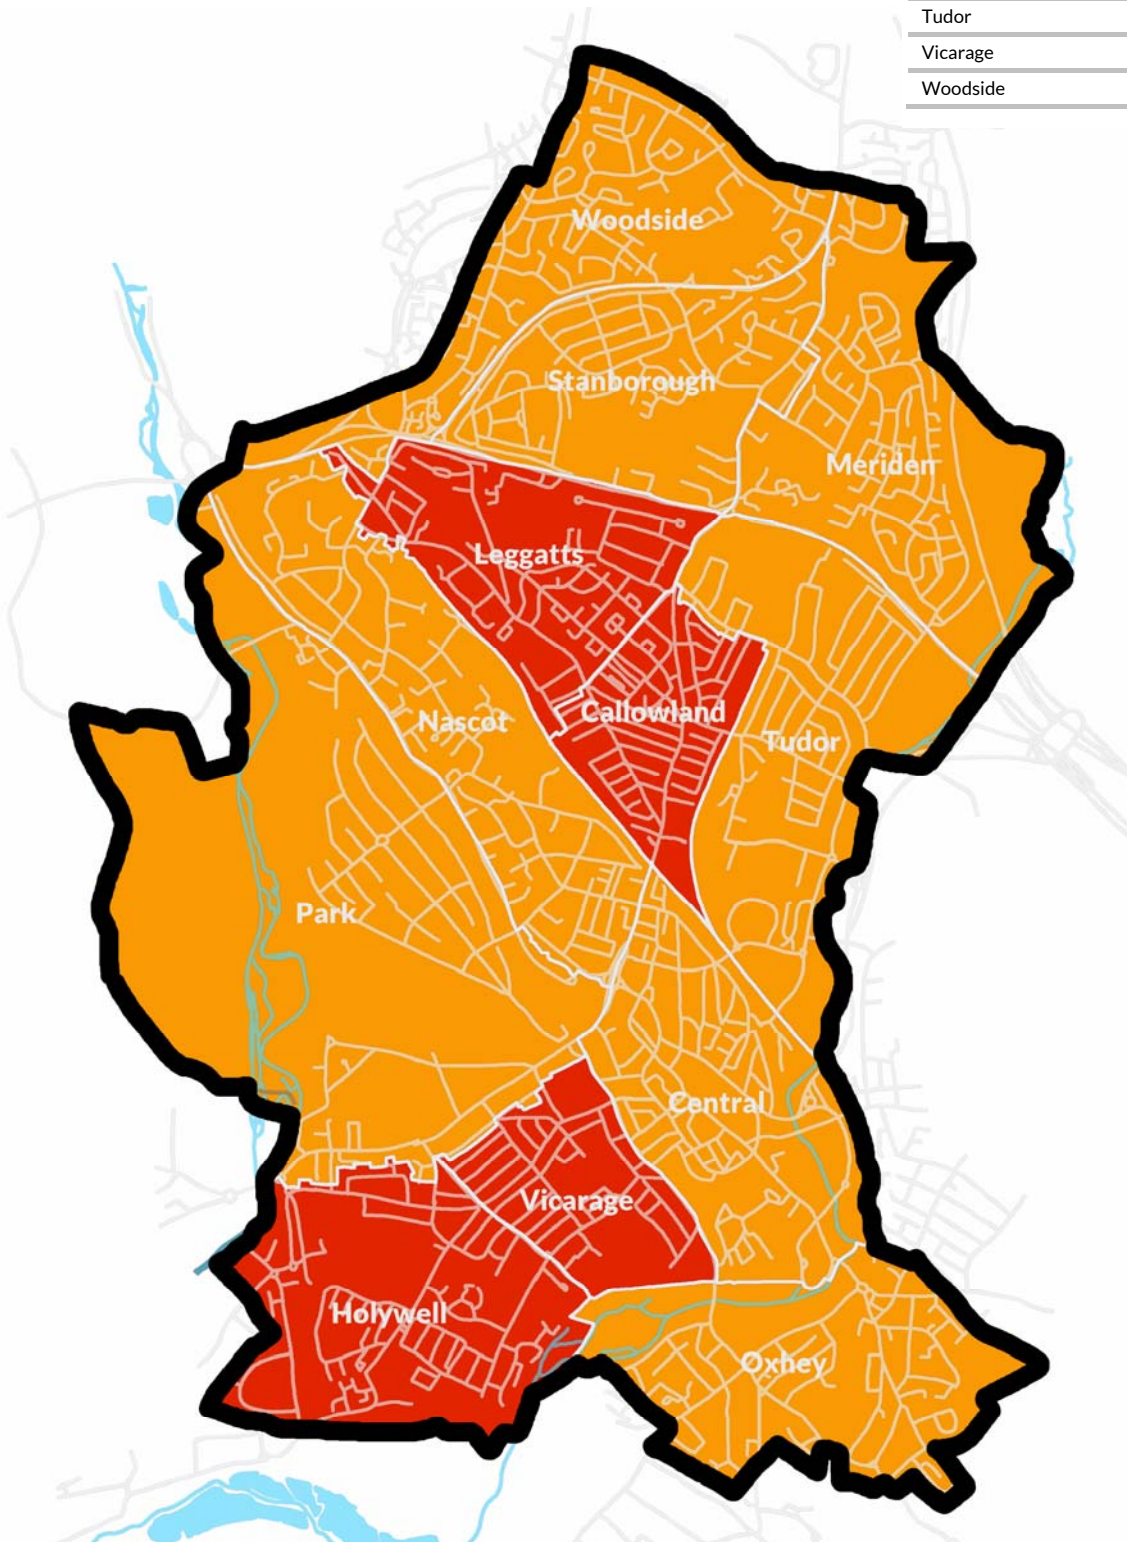 Tudor
Vicarage
Woodside
Woodside
Stanborough
Meriden
Leggatts
Callowland
Nascot
Tudor
Park
Central
Vicarage
Holywell
Oxhey